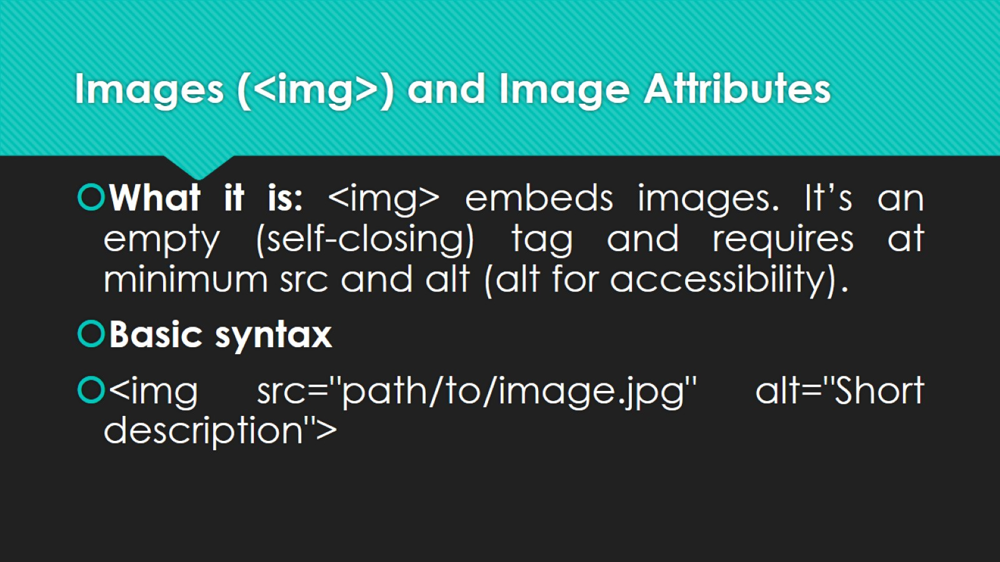 Images (<img>) and Image Attributes
What it is: <img> embeds images. It’s an
empty (self-closing) tag and requires at
minimum src and alt (alt for accessibility).
Basic syntax
<img src="path/to/image.jpg" alt="Short
description">